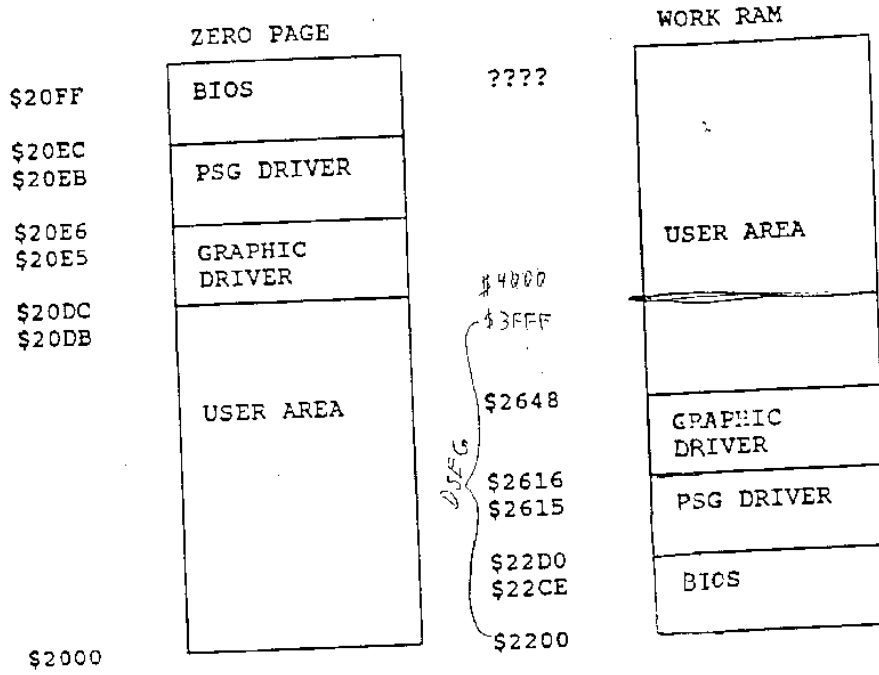 ZERO PAGE
$20FF
BIOS
$20EC
$20EB
PSG DRIVER
$20E6
$20E5
GRAPHIC
DRIVER
$20DC
$20DB
USER AREA
$2000
WORK RAM
????
USER AREA
$4000
$3FFF
$2648
GRAPHIC
DRIVER
DSEG
$2616
$2615
PSG DRIVER
$22D0
$22CE
BIOS
$2200